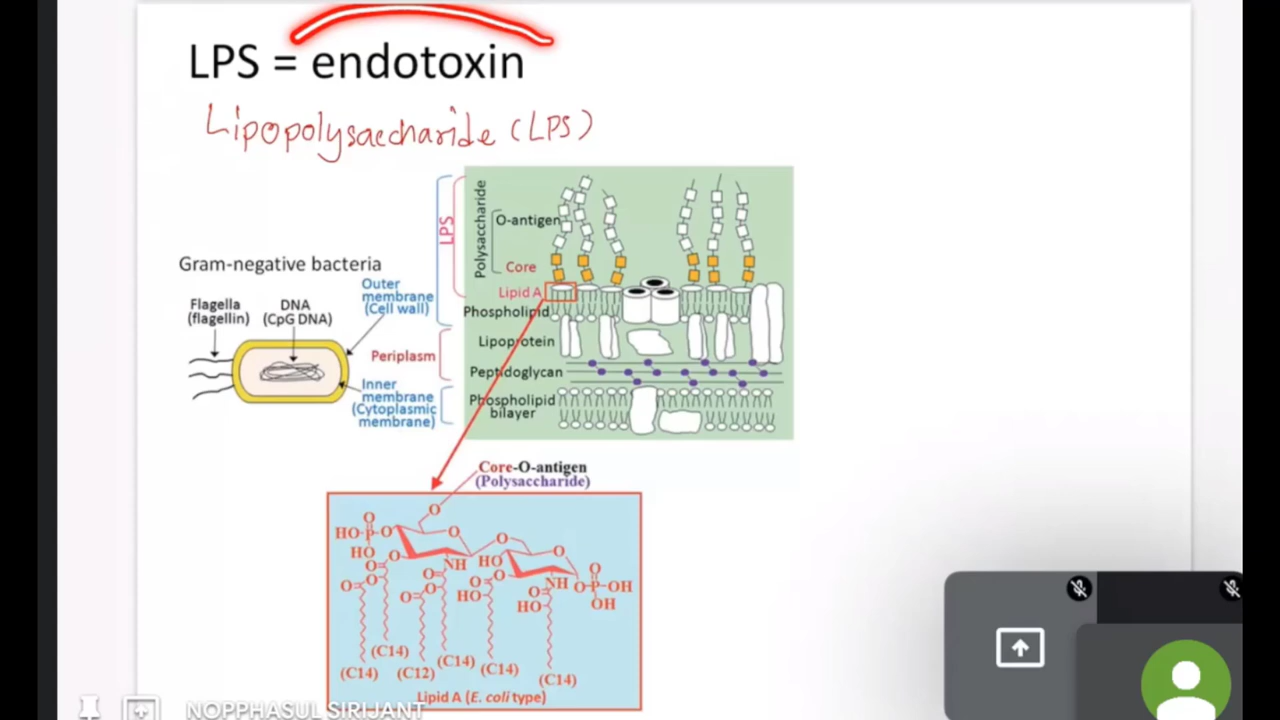 LPS = endotoxin
Lipopolysaccharide (LPS)
Gram-negative bacteria
Flagella
(flagellin)
DNA
(CpG DNA)
Outer
membrane
(Cell wall)
Periplasm
Inner
membrane
(Cytoplasmic
membrane)
LPS
Polysaccharide
O-antigen
Core
Lipid A
Phospholipid
Lipoprotein
Peptidoglycan
Phospholipid
bilayer
Core-O-antigen
(Polysaccharide)
O
O
HO-P-O
HO
O
O
O
O
NH
HO
O
O
O
O
O
O
O
O
HO
O
NH
HO
O
O-P-OH
OH
(C14)
(C14)
(C12)
(C14)
(C14)
(C14)
Lipid A (E. coli type)
NOPPHASUL SIRIJANT